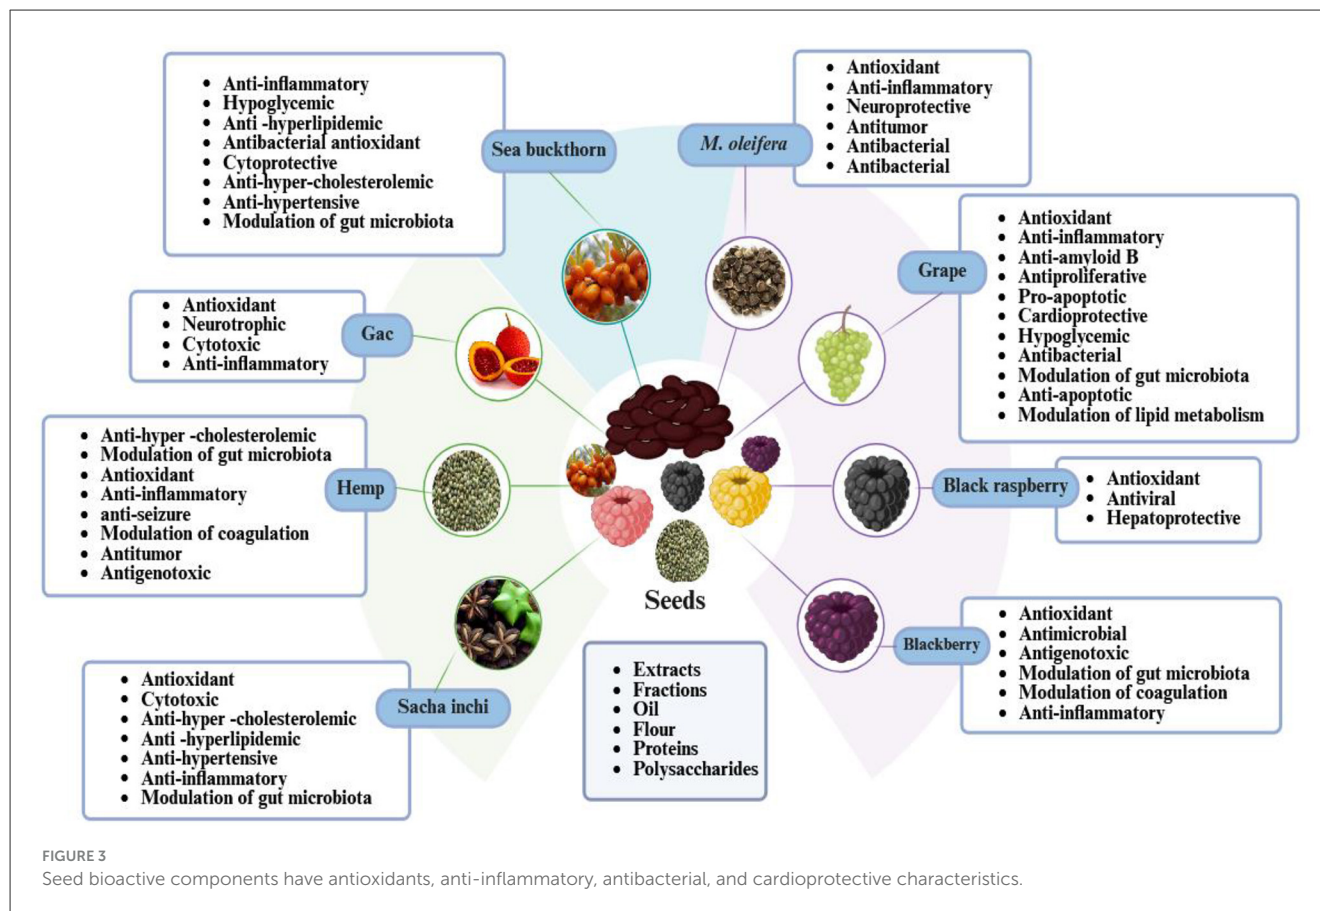 Anti-inflammatory
Hypoglycemic
Anti -hyperlipidemic
Antibacterial antioxidant
Cytoprotective
Anti-hyper-cholesterolemic
Anti-hypertensive
Modulation of gut microbiota
Sea buckthorn
M. oleifera
Antioxidant
Anti-inflammatory
Neuroprotective
Antitumor
Antibacterial
Antibacterial
Grape
Antioxidant
Anti-inflammatory
Anti-amyloid B
Antiproliferative
Pro-apoptotic
Cardioprotective
Hypoglycemic
Antibacterial
Modulation of gut microbiota
Anti-apoptotic
Modulation of lipid metabolism
Antioxidant
Neurotrophic
Cytotoxic
Anti-inflammatory
Gac
Anti-hyper -cholesterolemic
Modulation of gut microbiota
Antioxidant
Anti-inflammatory
anti-seizure
Modulation of coagulation
Antitumor
Antigenotoxic
Hemp
Black raspberry
Antioxidant
Antiviral
Hepatoprotective
Seeds
Blackberry
Antioxidant
Antimicrobial
Antigenotoxic
Modulation of gut microbiota
Modulation of coagulation
Anti-inflammatory
Antioxidant
Cytotoxic
Anti-hyper -cholesterolemic
Anti -hyperlipidemic
Anti-hypertensive
Anti-inflammatory
Modulation of gut microbiota
Sacha inchi
Extracts
Fractions
Oil
Flour
Proteins
Polysaccharides
FIGURE 3
Seed bioactive components have antioxidants, anti-inflammatory, antibacterial, and cardioprotective characteristics.